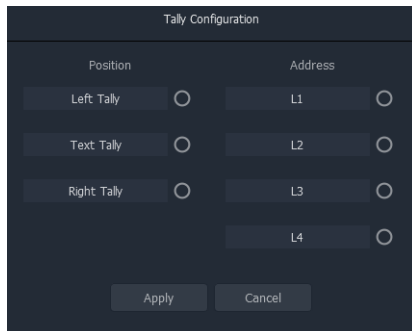 Tally Configuration
Position Address
Left Tally L1
Text Tally L2
Right Tally L3
L4
Apply Cancel